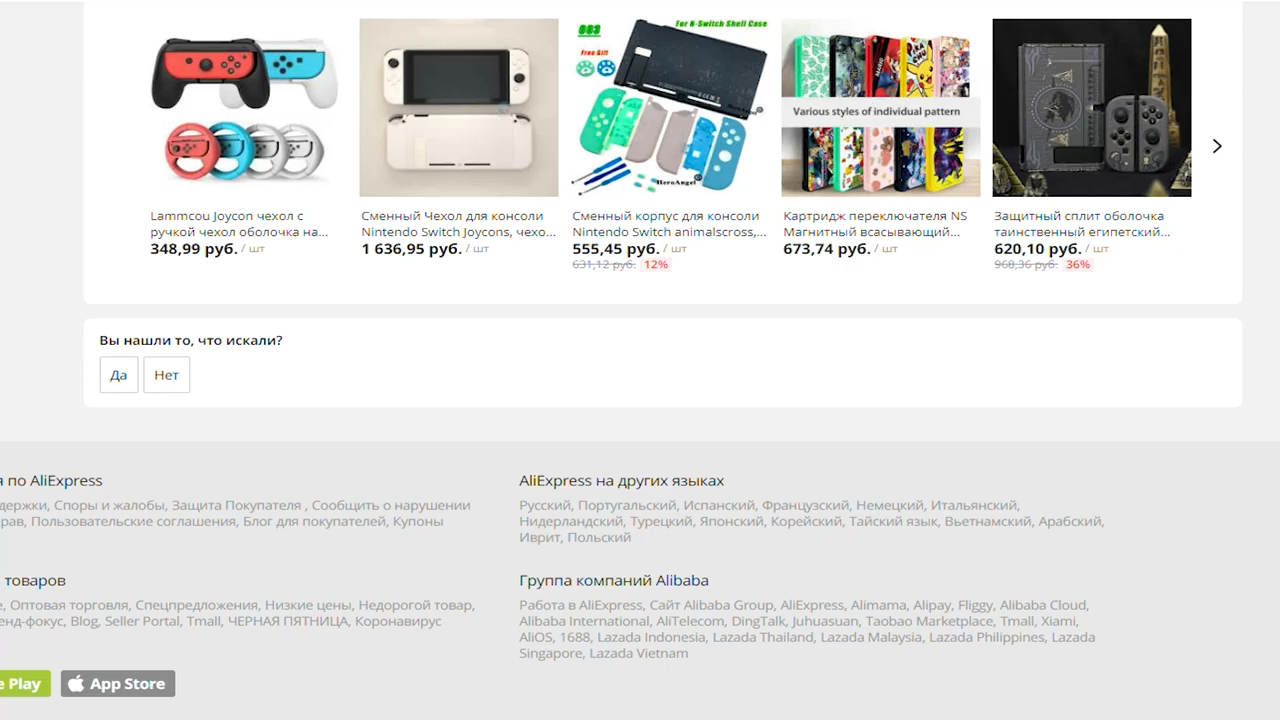 For N-Switch Shell Case
083
Free Gift
HeroAngel
Various styles of individual pattern
Lammcou Joycon чехол с
ручкой чехол оболочка на...
348,99 руб. / шт
Сменный Чехол для консоли
Nintendo Switch Joycons, чехо...
1 636,95 руб. / шт
Сменный корпус для консоли
Nintendo Switch animalscross,...
555,45 руб. / шт
631,12 руб. 12%
Картридж переключателя NS
Магнитный всасывающий...
673,74 руб. / шт
Защитный сплит оболочка
таинственный египетский...
620,10 руб. / шт
968,36 руб. 36%
Вы нашли то, что искали?
Да Нет
я по AliExpress
держки, Споры и жалобы, Защита Покупателя , Сообщить о нарушении
рав, Пользовательские соглашения, Блог для покупателей, Купоны
AliExpress на других языках
Русский, Португальский, Испанский, Французский, Немецкий, Итальянский,
Нидерландский, Турецкий, Японский, Корейский, Тайский язык, Вьетнамский, Арабский,
Иврит, Польский
товаров
е, Оптовая торговля, Спецпредложения, Низкие цены, Недорогой товар,
енд-фокус, Blog, Seller Portal, Tmall, ЧЕРНАЯ ПЯТНИЦА, Коронавирус
Группа компаний Alibaba
Работа в AliExpress, Сайт Alibaba Group, AliExpress, Alimama, Alipay, Fliggy, Alibaba Cloud,
Alibaba International, AliTelecom, DingTalk, Juhuasuan, Taobao Marketplace, Tmall, Xiami,
AliOS, 1688, Lazada Indonesia, Lazada Thailand, Lazada Malaysia, Lazada Philippines, Lazada
Singapore, Lazada Vietnam
e Play App Store